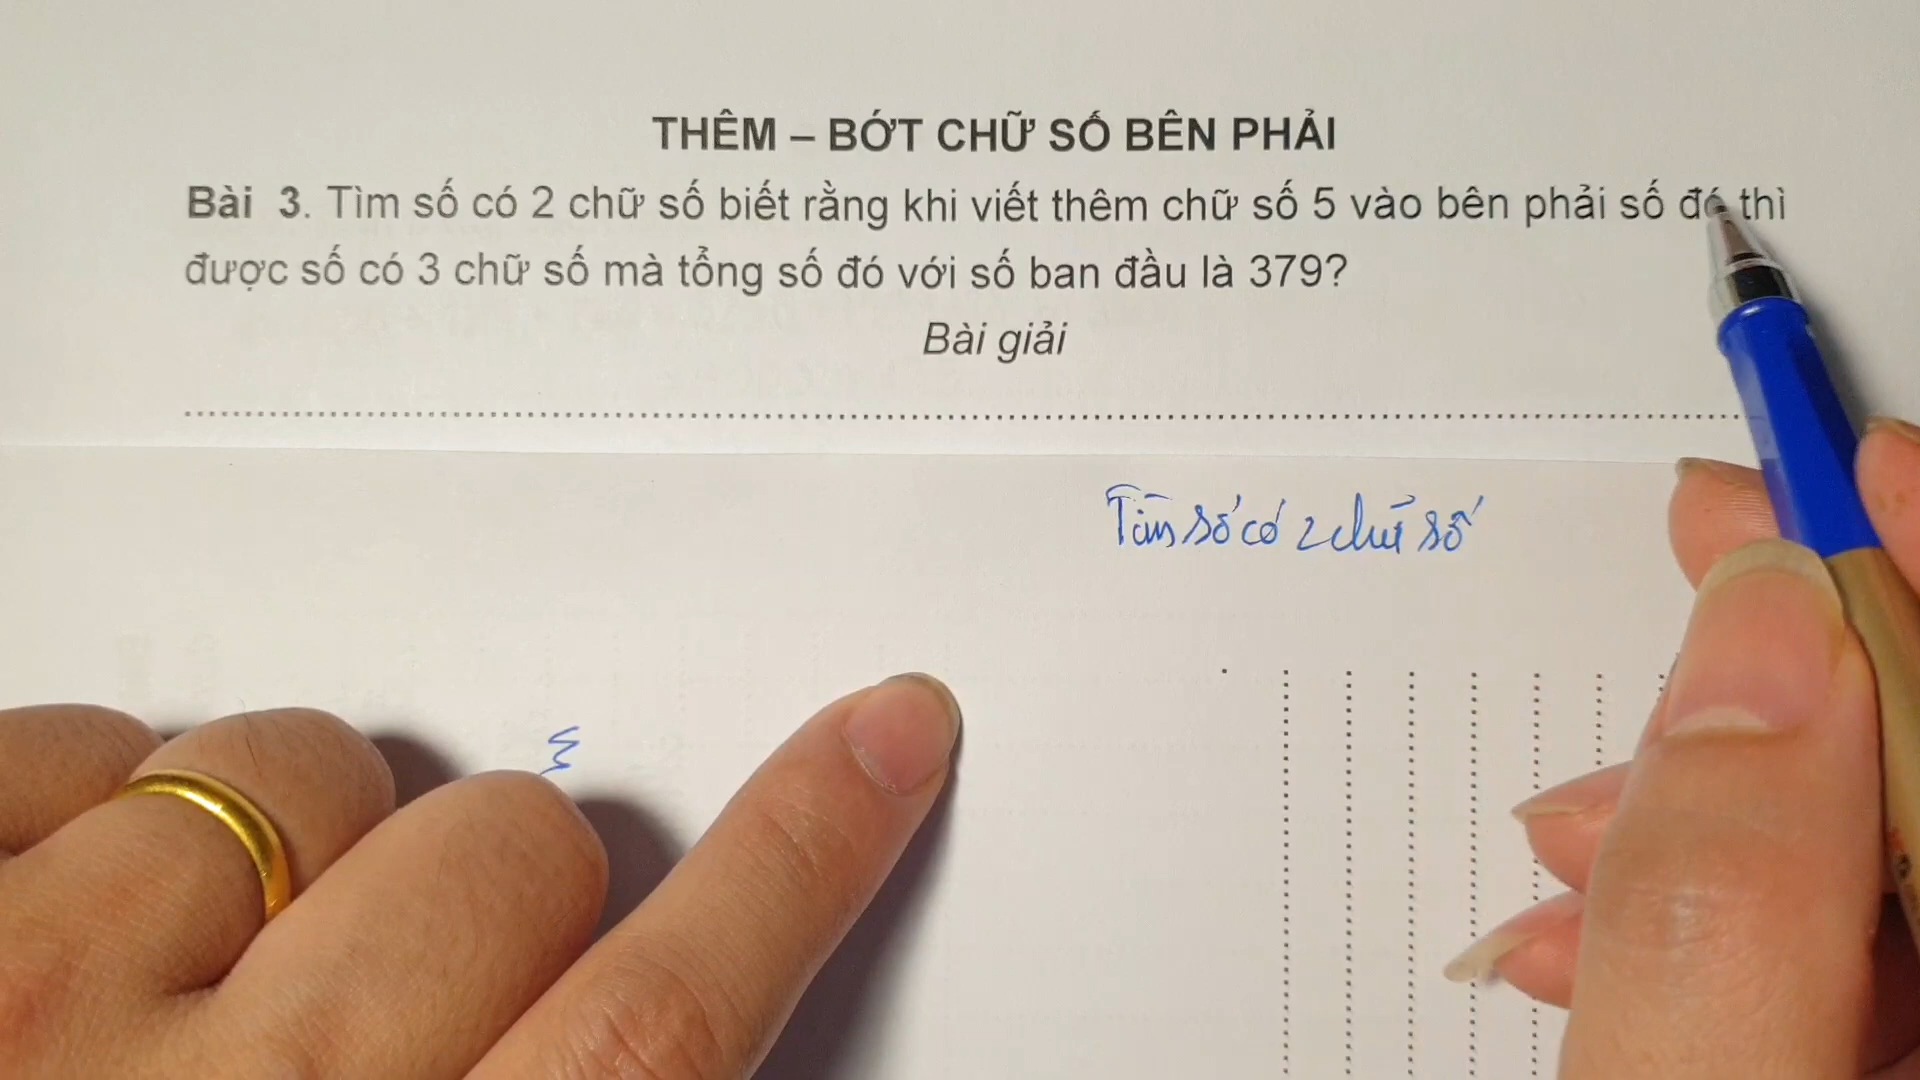 THÊM – BỚT CHỮ SỐ BÊN PHẢI
Bài 3. Tìm số có 2 chữ số biết rằng khi viết thêm chữ số 5 vào bên phải số đó thì
được số có 3 chữ số mà tổng số đó với số ban đầu là 379?
Bài giải
Tìm số có 2 chữ số